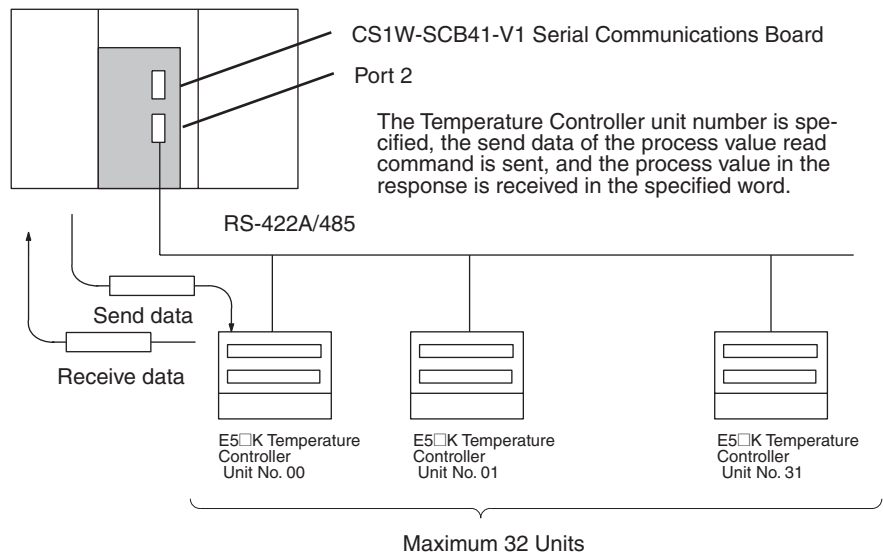 CS1W-SCB41-V1 Serial Communications Board
Port 2
The Temperature Controller unit number is spe-
cified, the send data of the process value read
command is sent, and the process value in the
response is received in the specified word.
RS-422A/485
Send data
Receive data
E5□K Temperature
Controller
Unit No. 00
E5□K Temperature
Controller
Unit No. 01
E5□K Temperature
Controller
Unit No. 31
Maximum 32 Units